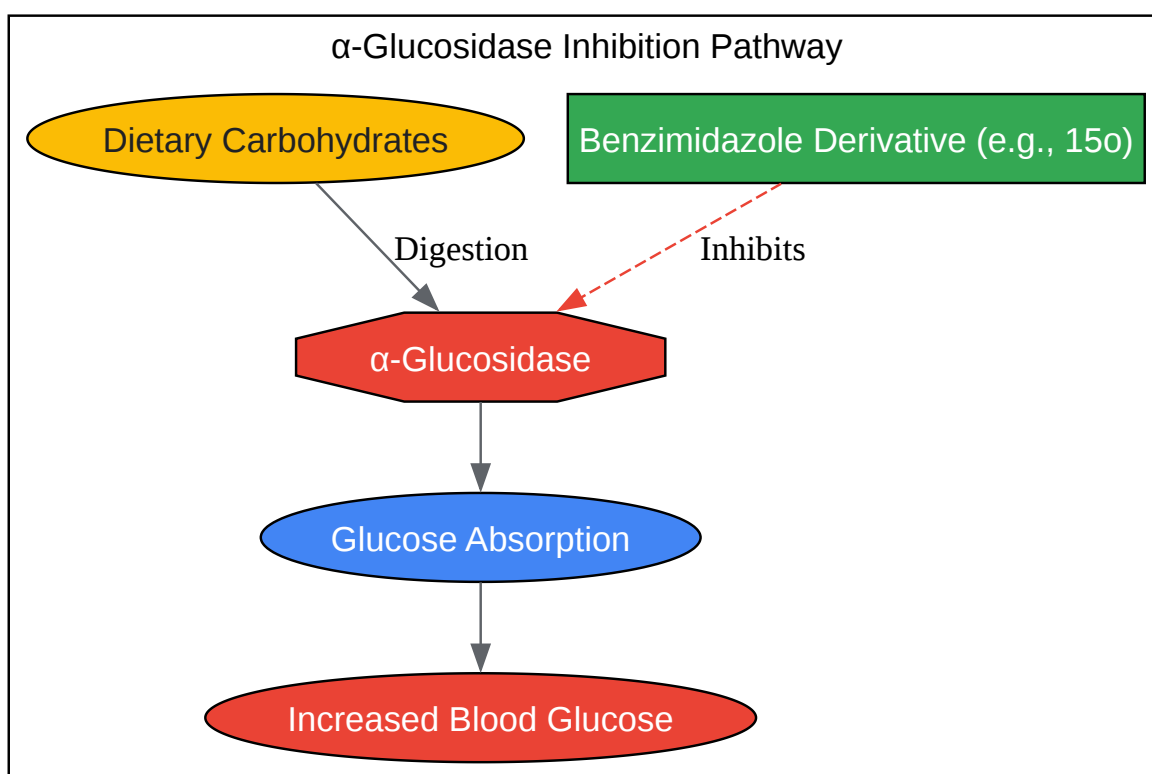 α-Glucosidase Inhibition Pathway
Dietary Carbohydrates
Benzimidazole Derivative (e.g., 15o)
Digestion
Inhibits
α-Glucosidase
Glucose Absorption
Increased Blood Glucose